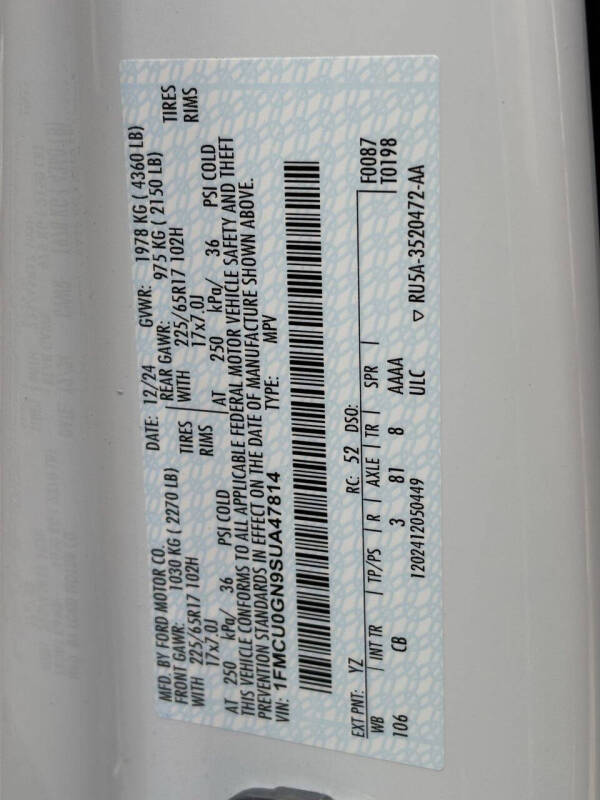 MFD. BY FORD MOTOR CO. DATE: 12/24 GVWR: 1978 KG ( 4360 LB)
FRONT GAWR: 1030 KG ( 2270 LB) REAR GAWR: 975 KG ( 2150 LB)
WITH 225/65R17 102H TIRES WITH 225/65R17 102H TIRES
17x7.0J RIMS 17x7.0J RIMS
AT 250 kPa/ 36 PSI COLD AT 250 kPa/ 36 PSI COLD
THIS VEHICLE CONFORMS TO ALL APPLICABLE FEDERAL MOTOR VEHICLE SAFETY AND THEFT
PREVENTION STANDARDS IN EFFECT ON THE DATE OF MANUFACTURE SHOWN ABOVE.
VIN: 1FMCU0GN9SUA47814 TYPE: MPV
EXT PNT: YZ RC: 52 DSO: F0087
WB INT TR TP/PS R AXLE TR SPR T0198
106 CB 3 81 8 AAAA
1202412050449 ULC ▽ RU5A-3520472-AA